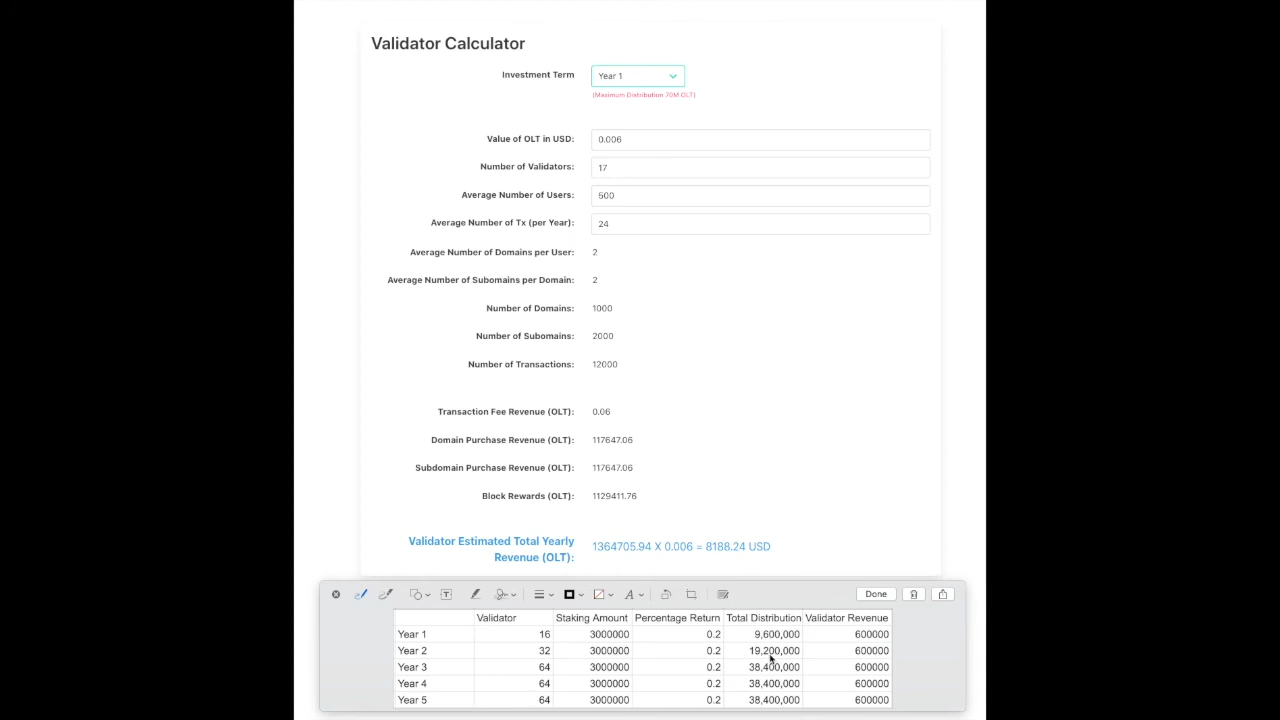 Validator Calculator
Investment Term Year 1
(Maximum Distribution 70M OLT)
Value of OLT in USD: 0.006
Number of Validators: 17
Average Number of Users: 500
Average Number of Tx (per Year): 24
Average Number of Domains per User: 2
Average Number of Subomains per Domain: 2
Number of Domains: 1000
Number of Subomains: 2000
Number of Transactions: 12000
Transaction Fee Revenue (OLT): 0.06
Domain Purchase Revenue (OLT): 117647.06
Subdomain Purchase Revenue (OLT): 117647.06
Block Rewards (OLT): 1129411.76
Validator Estimated Total Yearly
Revenue (OLT): 1364705.94 X 0.006 = 8188.24 USD
Done
Validator Staking Amount Percentage Return Total Distribution Validator Revenue
Year 1 16 3000000 0.2 9,600,000 600000
Year 2 32 3000000 0.2 19,200,000 600000
Year 3 64 3000000 0.2 38,400,000 600000
Year 4 64 3000000 0.2 38,400,000 600000
Year 5 64 3000000 0.2 38,400,000 600000